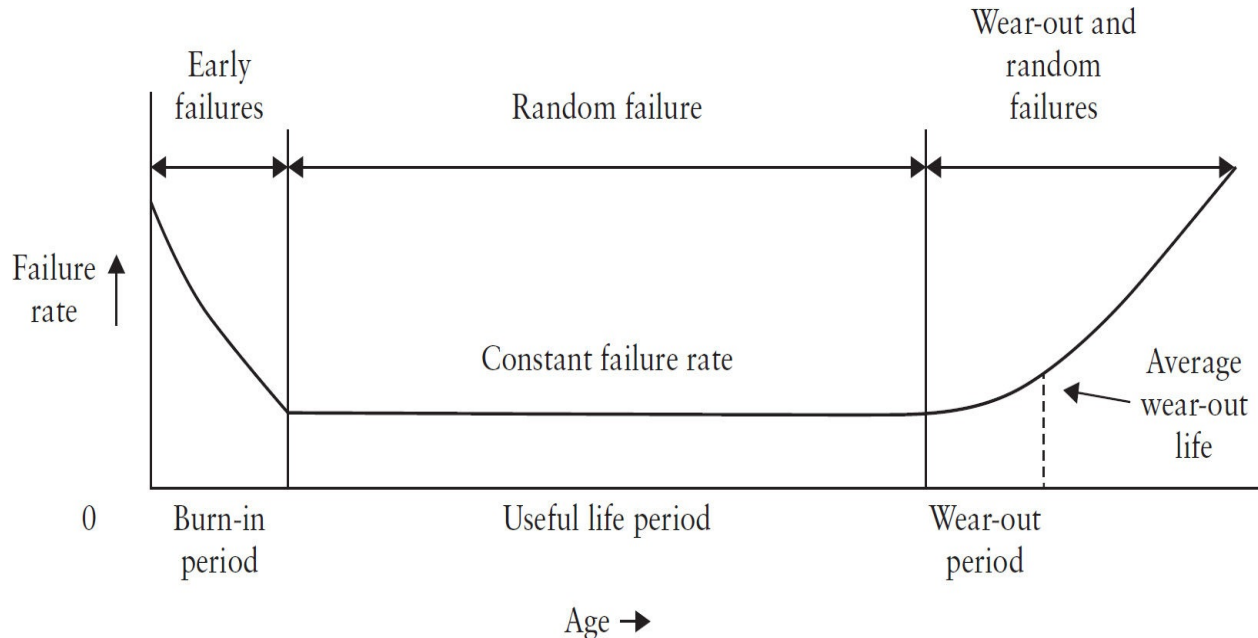 Early
failures
Random failure
Wear-out and
random
failures
Failure
rate
Constant failure rate
Average
wear-out
life
0
Burn-in
period
Useful life period
Wear-out
period
Age